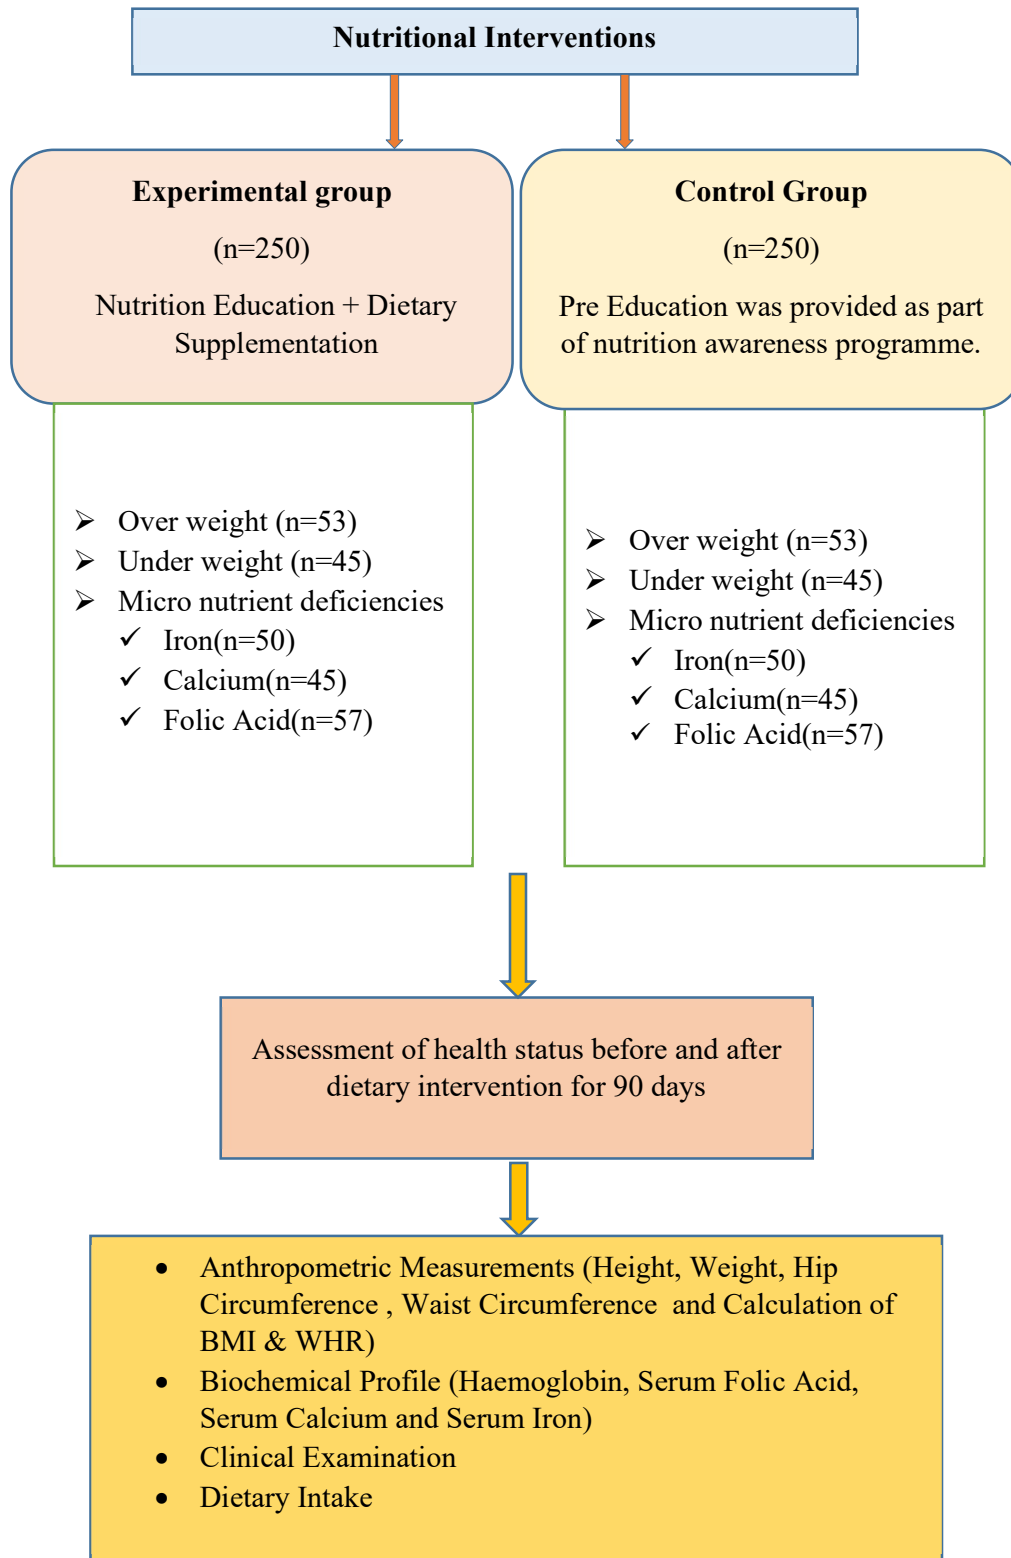 Nutritional Interventions
Experimental group
(n=250)
Nutrition Education + Dietary
Supplementation
Control Group
(n=250)
Pre Education was provided as part
of nutrition awareness programme.
➢ Over weight (n=53)
➢ Under weight (n=45)
➢ Micro nutrient deficiencies
✓ Iron(n=50)
✓ Calcium(n=45)
✓ Folic Acid(n=57)
➢ Over weight (n=53)
➢ Under weight (n=45)
➢ Micro nutrient deficiencies
✓ Iron(n=50)
✓ Calcium(n=45)
✓ Folic Acid(n=57)
Assessment of health status before and after
dietary intervention for 90 days
• Anthropometric Measurements (Height, Weight, Hip
Circumference , Waist Circumference and Calculation of
BMI & WHR)
• Biochemical Profile (Haemoglobin, Serum Folic Acid,
Serum Calcium and Serum Iron)
• Clinical Examination
• Dietary Intake